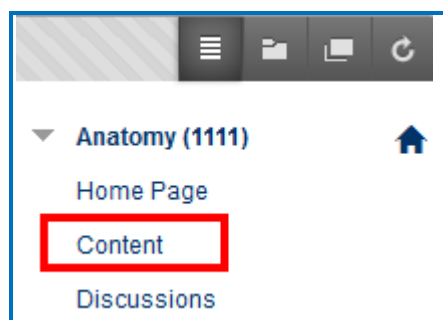 Anatomy (1111)
Home Page
Content
Discussions